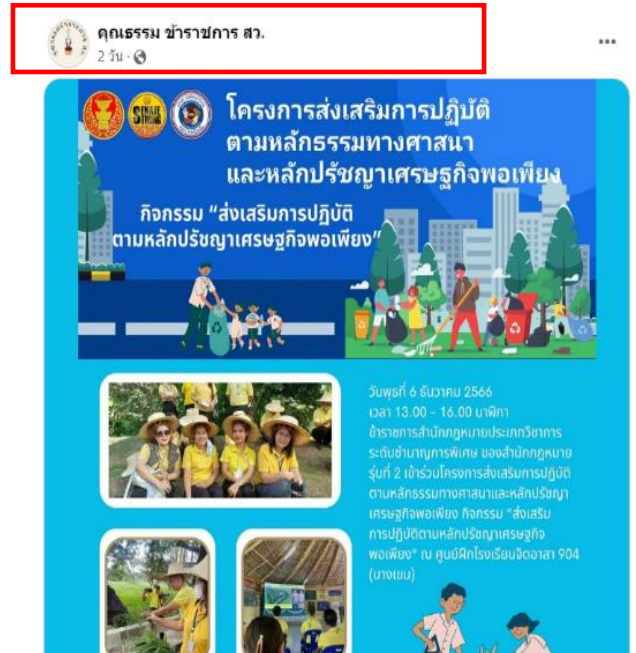 คุณธรรม ข้าราชการ สว.
2 วัน ·
โครงการส่งเสริมการปฏิบัติ
ตามหลักธรรมทางศาสนา
และหลักปรัชญาเศรษฐกิจพอเพียง
กิจกรรม “ส่งเสริมการปฏิบัติ
ตามหลักปรัชญาเศรษฐกิจพอเพียง”
วันพุธที่ 6 ธันวาคม 2566
เวลา 13.00 - 16.00 นาฬิกา
ข้าราชการสำนักกฎหมายประเภทวิชาการ
ระดับชำนาญการพิเศษ ของสำนักกฎหมาย
รุ่นที่ 2 เข้าร่วมโครงการส่งเสริมการปฏิบัติ
ตามหลักธรรมทางศาสนาและหลักปรัชญา
เศรษฐกิจพอเพียง กิจกรรม “ส่งเสริม
การปฏิบัติตามหลักปรัชญาเศรษฐกิจ
พอเพียง” ณ ศูนย์ฝึกโรงเรียนจิตอาสา 904
(บางเขน)